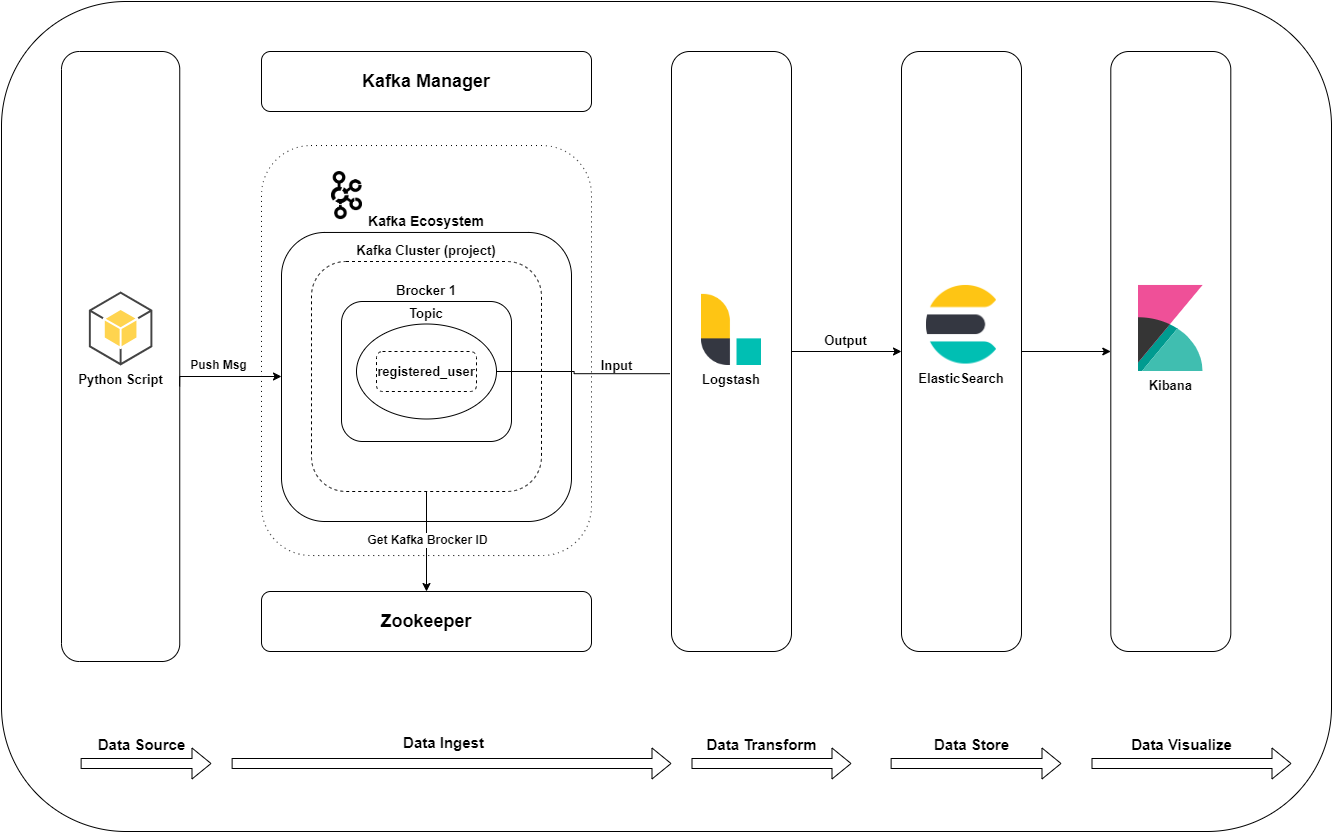 Kafka Manager
Kafka Ecosystem
Kafka Cluster (project)
Brocker 1
Topic
registered_user
Python Script
Push Msg
Input
Logstash
Output
ElasticSearch
Kibana
Get Kafka Brocker ID
Zookeeper
Data Source
Data Ingest
Data Transform
Data Store
Data Visualize